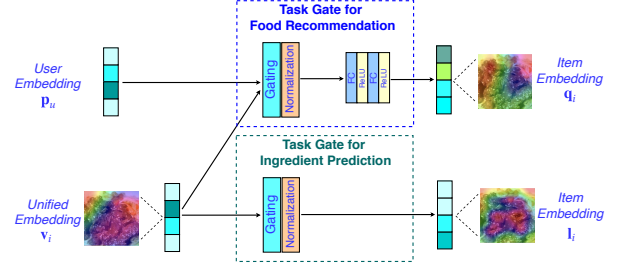 Task Gate for
Food Recommendation
User
Embedding
p_u
Gating
Normalization
FC
ReLU
FC
ReLU
Item
Embedding
q_i
Task Gate for
Ingredient Prediction
Unified
Embedding
v_i
Gating
Normalization
Item
Embedding
l_i